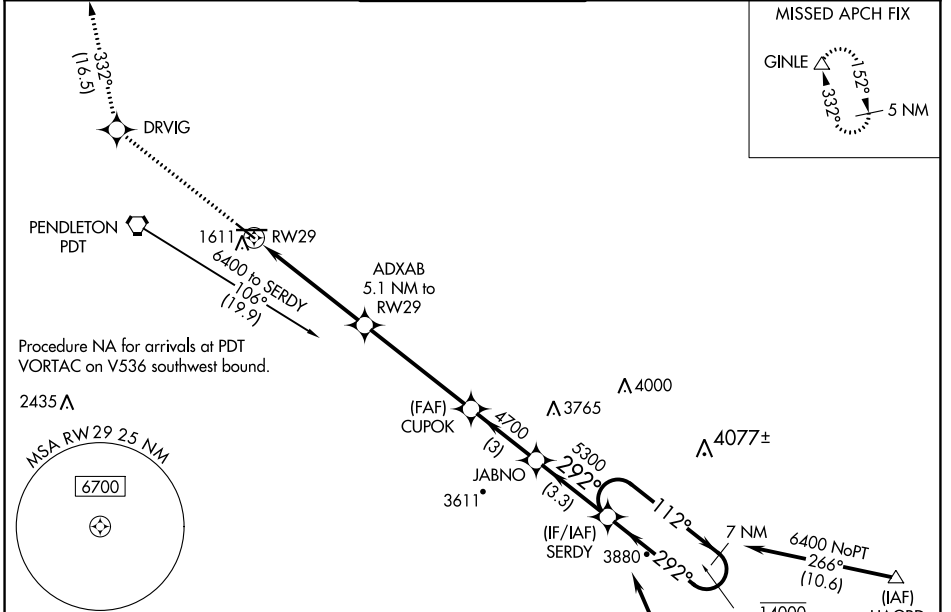 MISSED APCH FIX
GINLE
152°
332°
5 NM
332°
(16.5)
DRVIG
PENDLETON
PDT
1611
RW29
6400 to SERDY
106°
(19.9)
ADXAB
5.1 NM to
RW29
Procedure NA for arrivals at PDT
VORTAC on V536 southwest bound.
2435
MSA RW29 25 NM
6700
(FAF)
CUPOK
4700
(3)
3765
4000
4077±
JABNO
5300
292°
(3.3)
3611
(IF/IAF)
SERDY
112°
7 NM
3880
292°
6400 NoPT
266°
(10.6)
(IAF)
14000